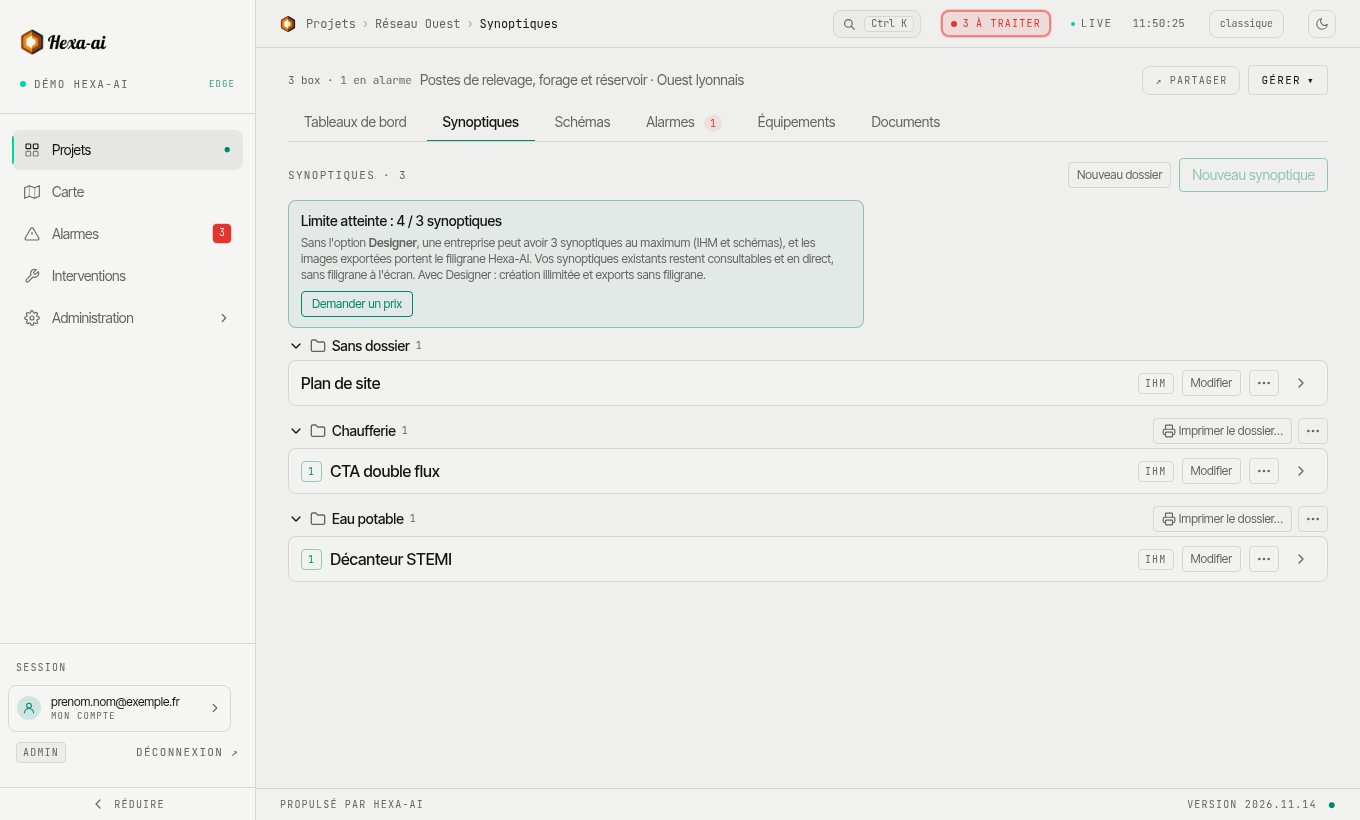 Hexa-ai
DÉMO HEXA-AI
EDGE
Projets
Carte
Alarmes
3
Interventions
Administration
SESSION
prenom.nom@exemple.fr
MON COMPTE
ADMIN
DÉCONNEXION ↗
RÉDUIRE
Projets › Réseau Ouest › Synoptiques
Ctrl K
3 À TRAITER
LIVE
11:50:25
classique
3 box · 1 en alarme
Postes de relevage, forage et réservoir · Ouest lyonnais
↗ PARTAGER
GÉRER ▾
Tableaux de bord
Synoptiques
Schémas
Alarmes 1
Équipements
Documents
SYNOPTIQUES · 3
Nouveau dossier
Nouveau synoptique
Limite atteinte : 4 / 3 synoptiques
Sans l'option Designer, une entreprise peut avoir 3 synoptiques au maximum (IHM et schémas), et les
images exportées portent le filigrane Hexa-AI. Vos synoptiques existants restent consultables et en direct,
sans filigrane à l'écran. Avec Designer : création illimitée et exports sans filigrane.
Demander un prix
Sans dossier 1
Plan de site
IHM
Modifier
Chaufferie 1
Imprimer le dossier…
1
CTA double flux
IHM
Modifier
Eau potable 1
Imprimer le dossier…
1
Décanteur STEMI
IHM
Modifier
PROPULSÉ PAR HEXA-AI
VERSION 2026.11.14